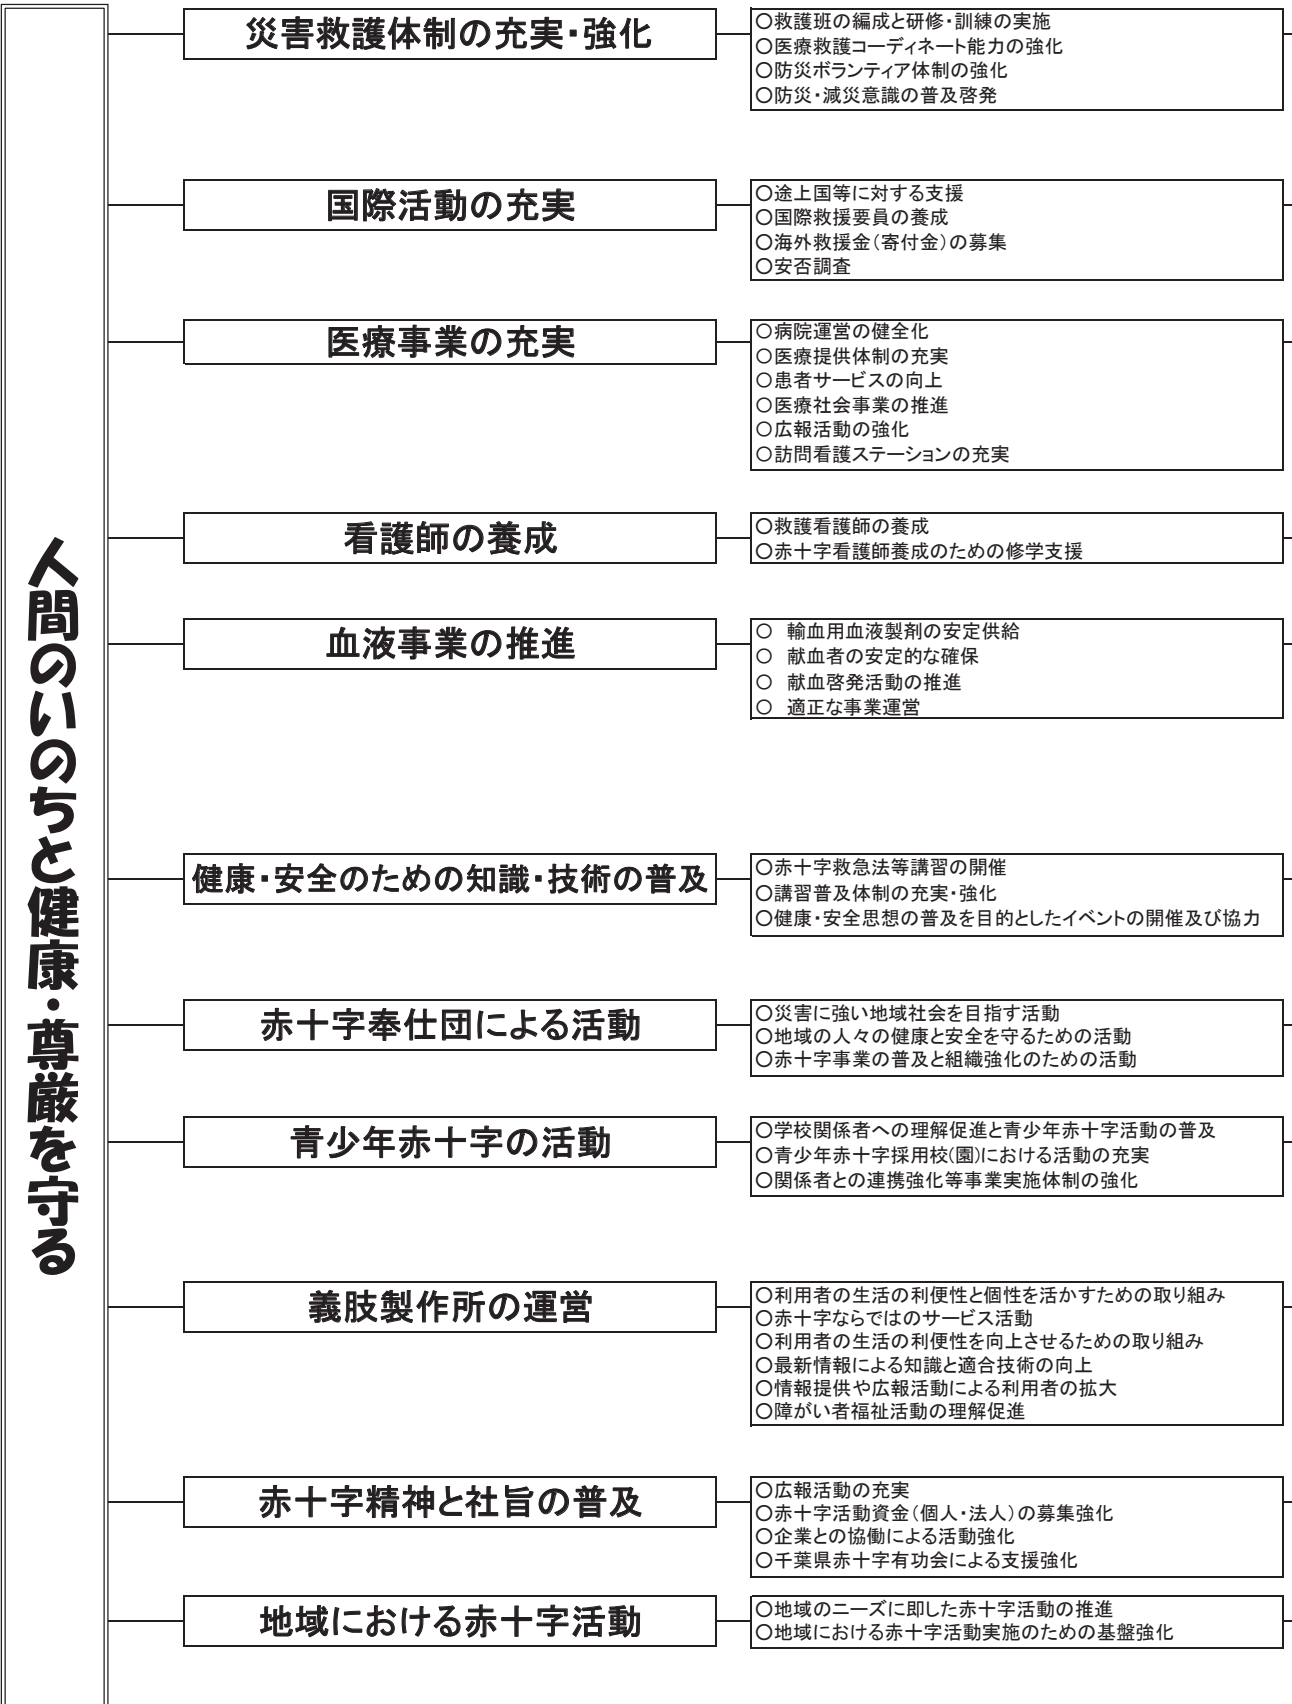 人間のいのちと健康・尊厳を守る
災害救護体制の充実・強化
○救護班の編成と研修・訓練の実施
○医療救護コーディネート能力の強化
○防災ボランティア体制の強化
○防災・減災意識の普及啓発
国際活動の充実
○途上国等に対する支援
○国際救援要員の養成
○海外救援金(寄付金)の募集
○安否調査
医療事業の充実
○病院運営の健全化
○医療提供体制の充実
○患者サービスの向上
○医療社会事業の推進
○広報活動の強化
○訪問看護ステーションの充実
看護師の養成
○救護看護師の養成
○赤十字看護師養成のための修学支援
血液事業の推進
○ 輸血用血液製剤の安定供給
○ 献血者の安定的な確保
○ 献血啓発活動の推進
○ 適正な事業運営
健康・安全のための知識・技術の普及
○赤十字救急法等講習の開催
○講習普及体制の充実・強化
○健康・安全思想の普及を目的としたイベントの開催及び協力
赤十字奉仕団による活動
○災害に強い地域社会を目指す活動
○地域の人々の健康と安全を守るための活動
○赤十字事業の普及と組織強化のための活動
青少年赤十字の活動
○学校関係者への理解促進と青少年赤十字活動の普及
○青少年赤十字採用校(園)における活動の充実
○関係者との連携強化等事業実施体制の強化
義肢製作所の運営
○利用者の生活の利便性と個性を活かすための取り組み
○赤十字ならではのサービス活動
○利用者の生活の利便性を向上させるための取り組み
○最新情報による知識と適合技術の向上
○情報提供や広報活動による利用者の拡大
○障がい者福祉活動の理解促進
赤十字精神と社旨の普及
○広報活動の充実
○赤十字活動資金(個人・法人)の募集強化
○企業との協働による活動強化
○千葉県赤十字有功会による支援強化
地域における赤十字活動
○地域のニーズに即した赤十字活動の推進
○地域における赤十字活動実施のための基盤強化